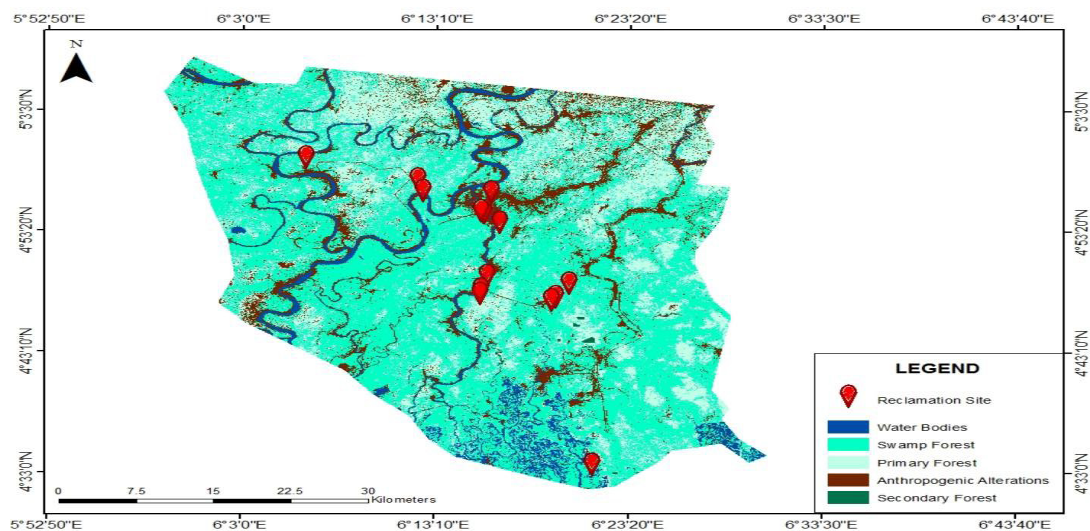 5°52'50"E 6°3'0"E 6°13'10"E 6°23'20"E 6°33'30"E 6°43'40"E
N
5°3'30"N 5°3'30"N
4°53'20"N 4°53'20"N
4°43'10"N 4°43'10"N
LEGEND
Reclamation Site
Water Bodies
Swamp Forest
Primary Forest
Anthropogenic Alterations
Secondary Forest
4°33'0"N 4°33'0"N
0 7.5 15 22.5 30
Kilometers
5°52'50"E 6°3'0"E 6°13'10"E 6°23'20"E 6°33'30"E 6°43'40"E